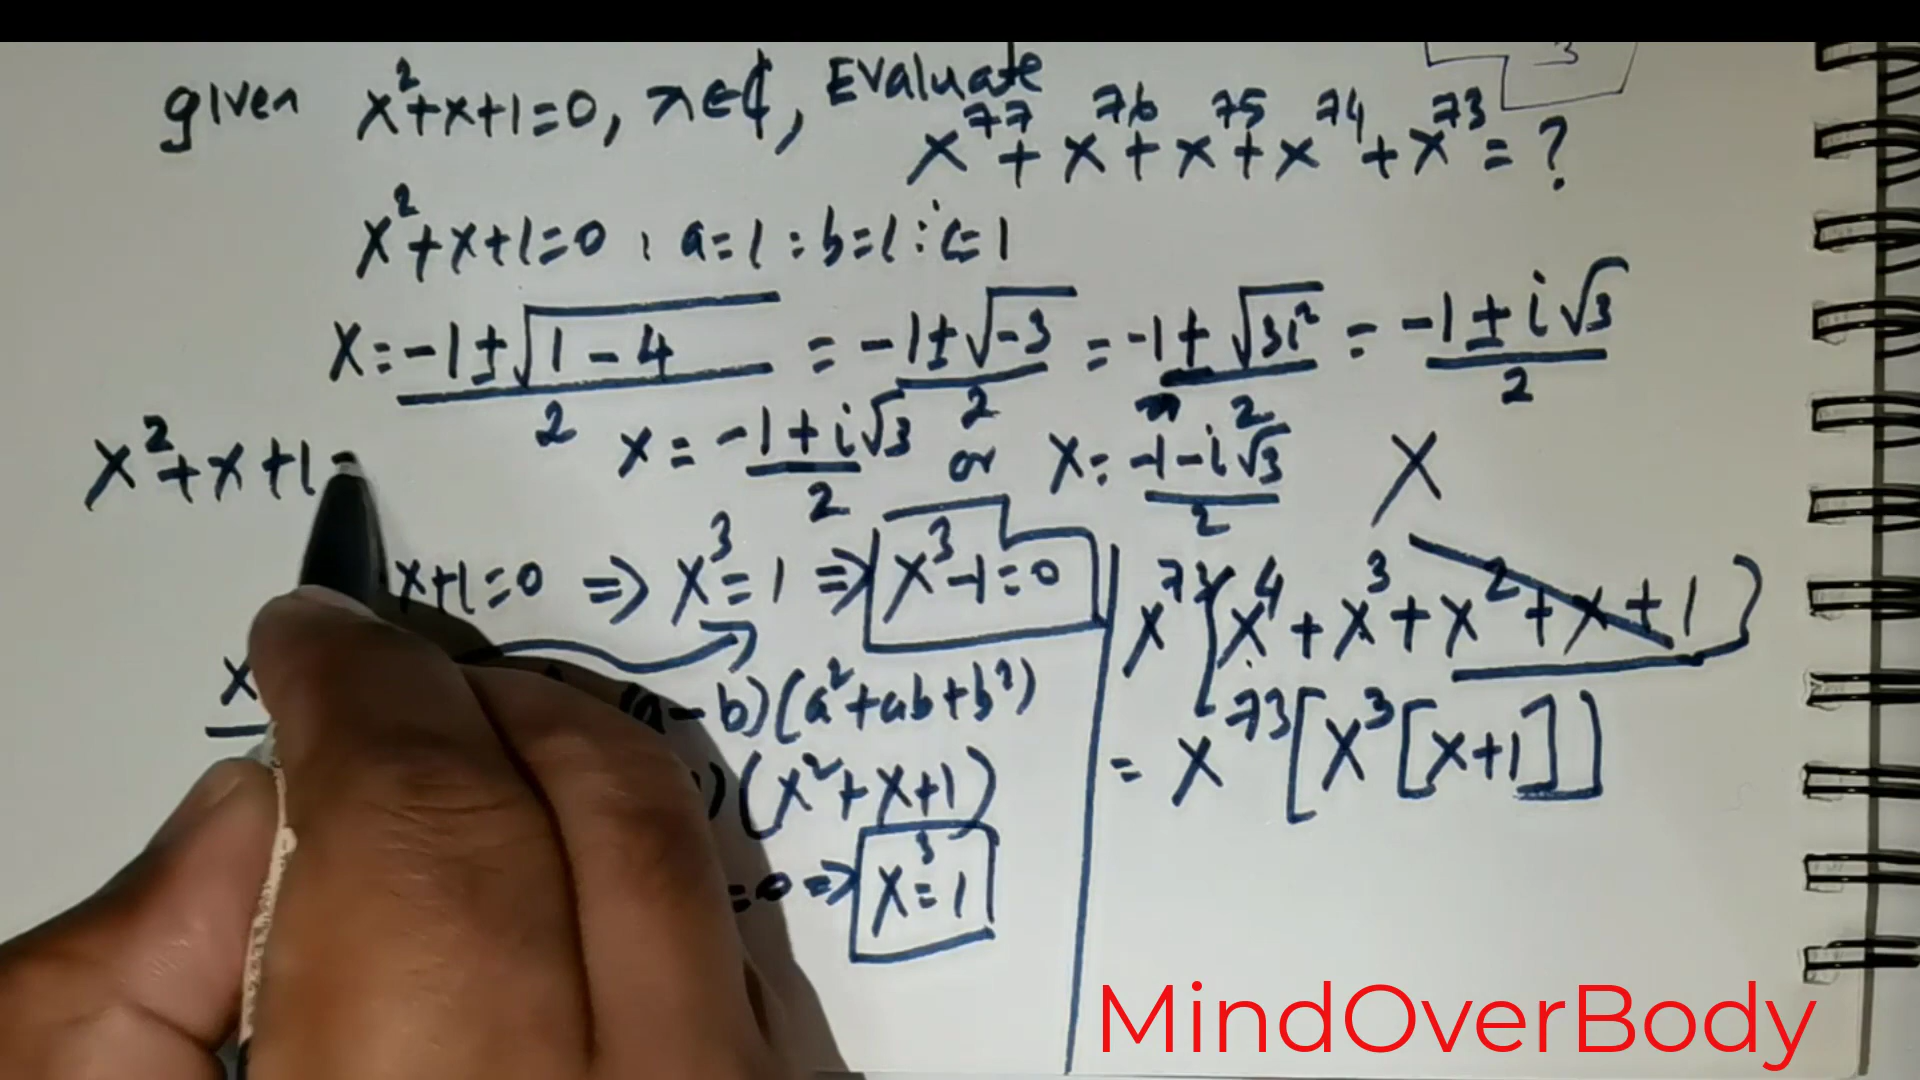 given x²+x+1=0, x∈₵, Evaluate
x⁷⁷+x⁷⁶+x⁷⁵+x⁷⁴+x⁷³=?
x²+x+1=0, a=1: b=1: c=1
x=(-1±√(1-4))/2 = (-1±√-3)/2 = (-1±√3i²)/2 = (-1±i√3)/2
x²+x+1=
x=(-1+i√3)/2 or x=(-1-i√3)/2
x
x+1=0 ⇒ x³=1 ⇒ x³-1=0
x⁷³{x⁴+x³+x²+x+1}
x
(a-b)(a²+ab+b²)
= x⁷³[x³[x+1]]
)(x²+x+1)
=0 ⇒ x³=1
3
MindOverBody